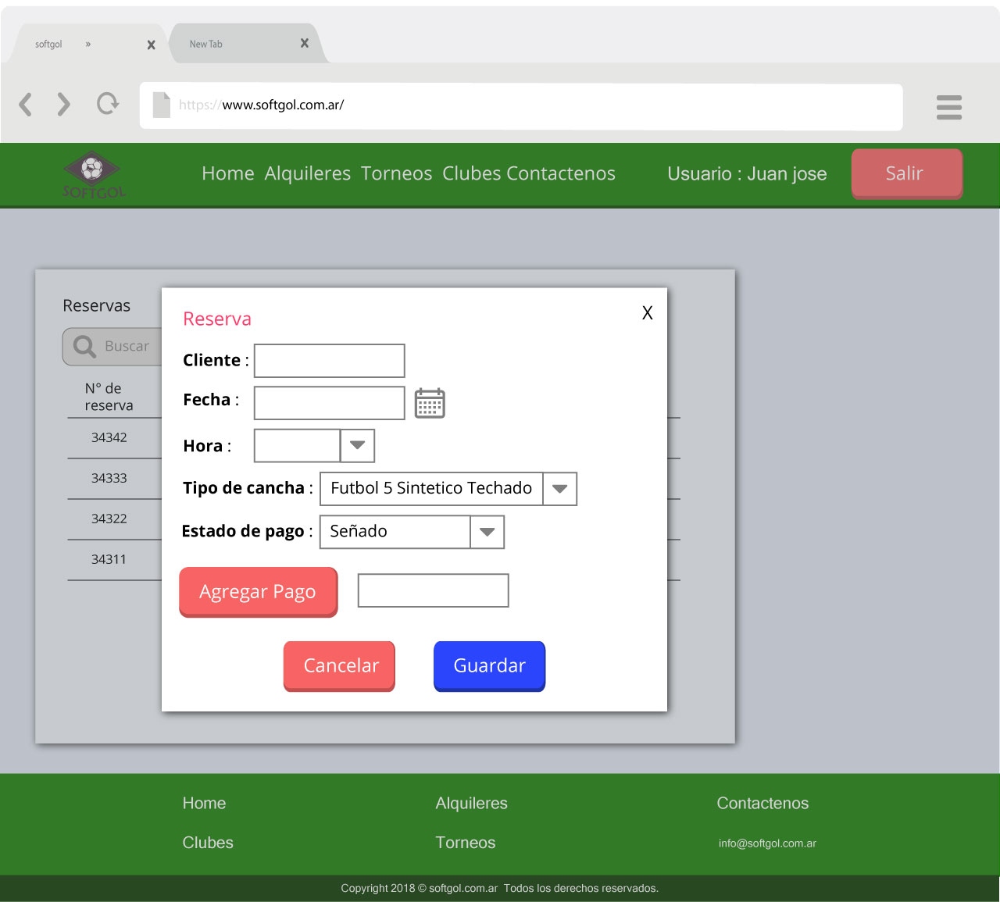 softgol » X New Tab X
https://www.softgol.com.ar/
SOFTGOL Home Alquileres Torneos Clubes Contactenos Usuario : Juan jose Salir
Reservas
Buscar
N° de
reserva
34342
34333
34322
34311
Reserva X
Cliente :
Fecha :
Hora :
Tipo de cancha : Futbol 5 Sintetico Techado
Estado de pago : Señado
Agregar Pago
Cancelar Guardar
Home Alquileres Contactenos
Clubes Torneos info@softgol.com.ar
Copyright 2018 © softgol.com.ar Todos los derechos reservados.